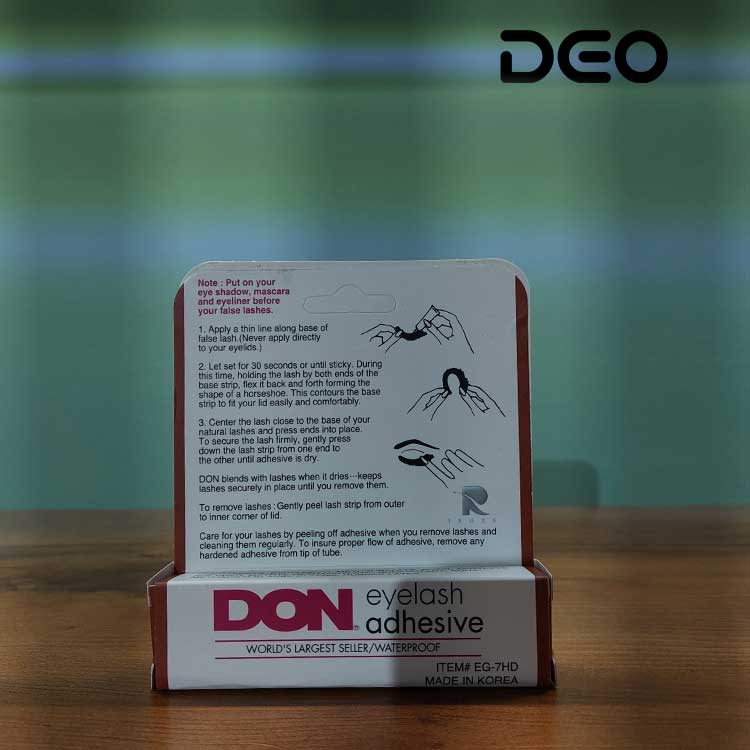 DEO
Note : Put on your
eye shadow, mascara
and eyeliner before
your false lashes.
1. Apply a thin line along base of
false lash.(Never apply directly
to your eyelids.)
2. Let set for 30 seconds or until sticky. During
this time, holding the lash by both ends of the
base strip, flex it back and forth forming the
shape of a horseshoe. This contours the base
strip to fit your lid easily and comfortably.
3. Center the lash close to the base of your
natural lashes and press ends into place.
To secure the lash firmly, gently press
down the lash strip from one end to
the other until adhesive is dry.
DON blends with lashes when it dries···keeps
lashes securely in place until you remove them.
To remove lashes : Gently peel lash strip from outer
to inner corner of lid.
R
Care for your lashes by peeling off adhesive when you remove lashes and
cleaning them regularly. To insure proper flow of adhesive, remove any
hardened adhesive from tip of tube.
DON® eyelash
adhesive
WORLD'S LARGEST SELLER/WATERPROOF
ITEM# EG-7HD
MADE IN KOREA